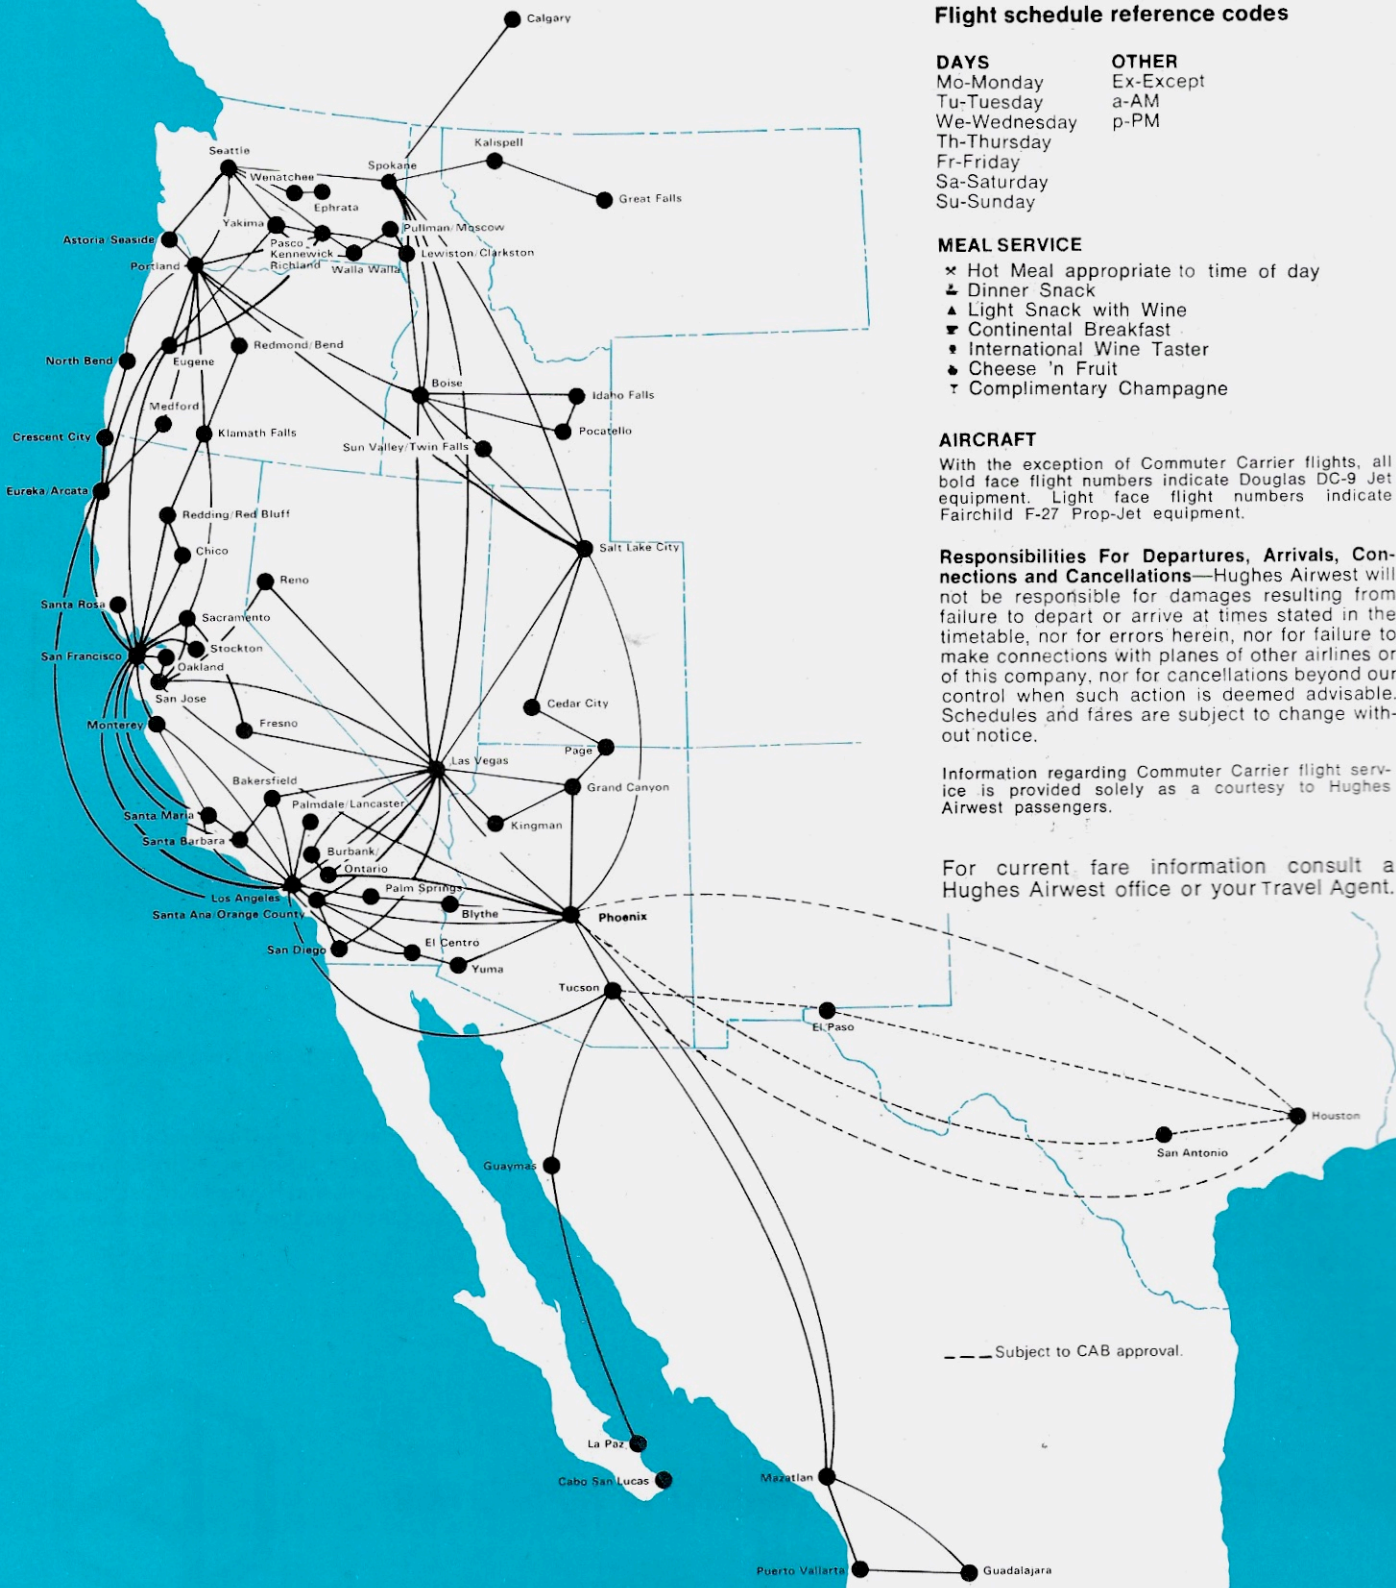 Flight schedule reference codes
DAYS
Mo-Monday
Tu-Tuesday
We-Wednesday
Th-Thursday
Fr-Friday
Sa-Saturday
Su-Sunday
OTHER
Ex-Except
a-AM
p-PM
MEAL SERVICE
Hot Meal appropriate to time of day
Dinner Snack
Light Snack with Wine
Continental Breakfast
International Wine Taster
Cheese 'n Fruit
Complimentary Champagne
AIRCRAFT
With the exception of Commuter Carrier flights, all
bold face flight numbers indicate Douglas DC-9 Jet
equipment. Light face flight numbers indicate
Fairchild F-27 Prop-Jet equipment.
Responsibilities For Departures, Arrivals, Con-
nections and Cancellations—Hughes Airwest will
not be responsible for damages resulting from
failure to depart or arrive at times stated in the
timetable, nor for errors herein, nor for failure to
make connections with planes of other airlines or
of this company, nor for cancellations beyond our
control when such action is deemed advisable.
Schedules and fares are subject to change with-
out notice.
Information regarding Commuter Carrier flight serv-
ice is provided solely as a courtesy to Hughes
Airwest passengers.
For current fare information consult a
Hughes Airwest office or your Travel Agent.
Calgary
Kalispell
Seattle
Spokane
Wenatchee
Great Falls
Ephrata
Yakima
Pullman/Moscow
Astoria/Seaside
Pasco
Kennewick
Richland
Walla Walla
Lewiston/Clarkston
Portland
Redmond/Bend
North Bend
Eugene
Boise
Idaho Falls
Medford
Pocatello
Crescent City
Klamath Falls
Sun Valley/Twin Falls
Eureka/Arcata
Redding/Red Bluff
Salt Lake City
Chico
Reno
Santa Rosa
Sacramento
Stockton
San Francisco
Oakland
San Jose
Cedar City
Monterey
Fresno
Page
Las Vegas
Bakersfield
Grand Canyon
Palmdale/Lancaster
Santa Maria
Kingman
Santa Barbara
Burbank/
Ontario
Palm Springs
Los Angeles
Santa Ana/Orange County
Blythe
Phoenix
San Diego
El Centro
Yuma
Tucson
El Paso
Houston
San Antonio
Guaymas
Subject to CAB approval.
La Paz
Cabo San Lucas
Mazatlan
Puerto Vallarta
Guadalajara